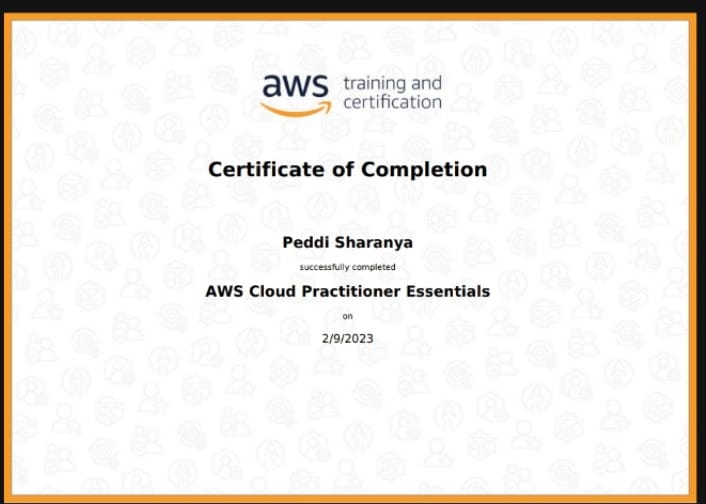 aws training and
certification
Certificate of Completion
Peddi Sharanya
successfully completed
AWS Cloud Practitioner Essentials
on
2/9/2023